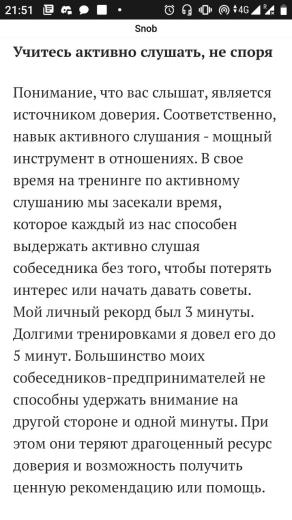 21:51
4G
Snob
Учитесь активно слушать, не споря
Понимание, что вас слышат, является
источником доверия. Соответственно,
навык активного слушания - мощный
инструмент в отношениях. В свое
время на тренинге по активному
слушанию мы засекали время,
которое каждый из нас способен
выдержать активно слушая
собеседника без того, чтобы потерять
интерес или начать давать советы.
Мой личный рекорд был 3 минуты.
Долгими тренировками я довел его до
5 минут. Большинство моих
собеседников-предпринимателей не
способны удержать внимание на
другой стороне и одной минуты. При
этом они теряют драгоценный ресурс
доверия и возможность получить
ценную рекомендацию или помощь.